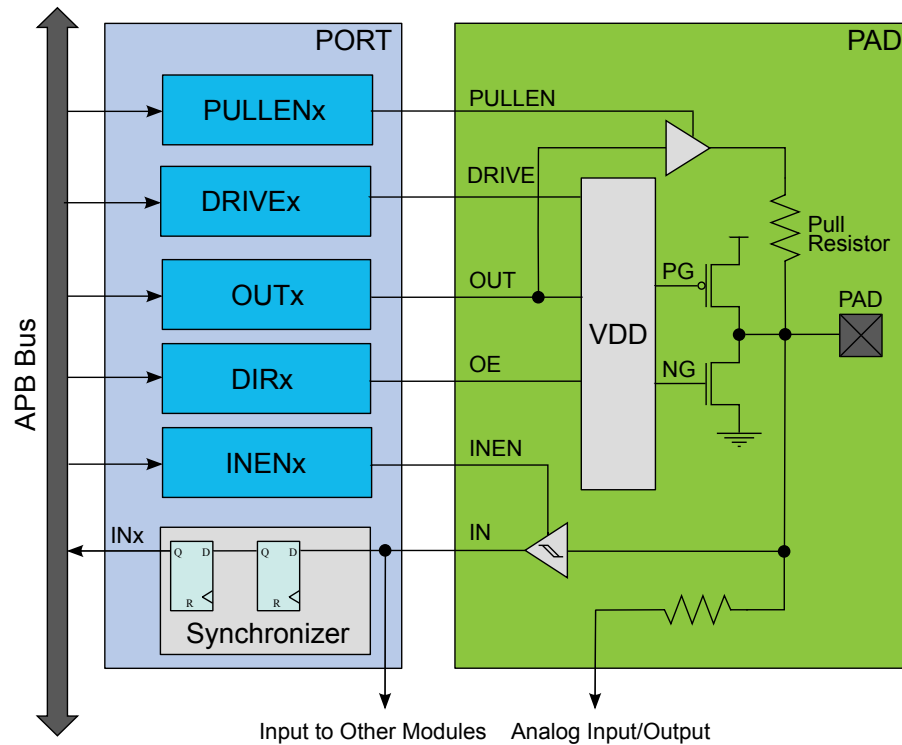 PORT
PAD
PULLENx
PULLEN
DRIVEx
DRIVE
Pull
Resistor
OUTx
OUT
PG
PAD
VDD
APB Bus
DIRx
OE
NG
INENx
INEN
INx
IN
Q
D
Q
D
R
R
Synchronizer
Input to Other Modules
Analog Input/Output